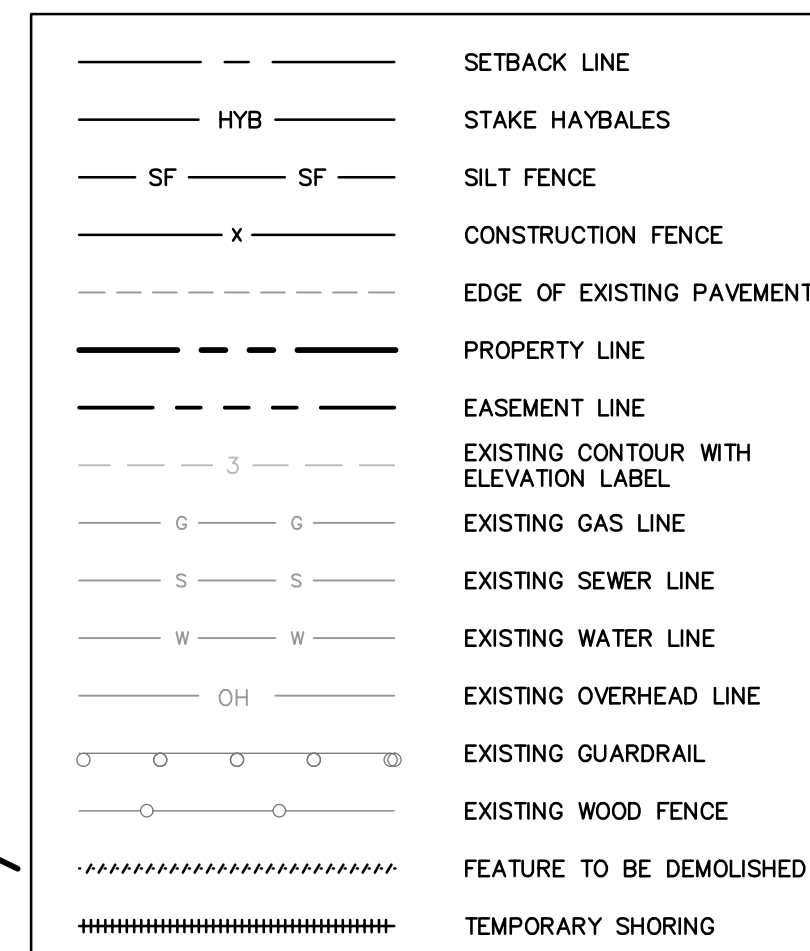 SETBACK LINE
HYB STAKE HAYBALES
SF SF SILT FENCE
X CONSTRUCTION FENCE
EDGE OF EXISTING PAVEMENT
PROPERTY LINE
EASEMENT LINE
3 EXISTING CONTOUR WITH
ELEVATION LABEL
G G EXISTING GAS LINE
S S EXISTING SEWER LINE
W W EXISTING WATER LINE
OH EXISTING OVERHEAD LINE
EXISTING GUARDRAIL
EXISTING WOOD FENCE
FEATURE TO BE DEMOLISHED
TEMPORARY SHORING